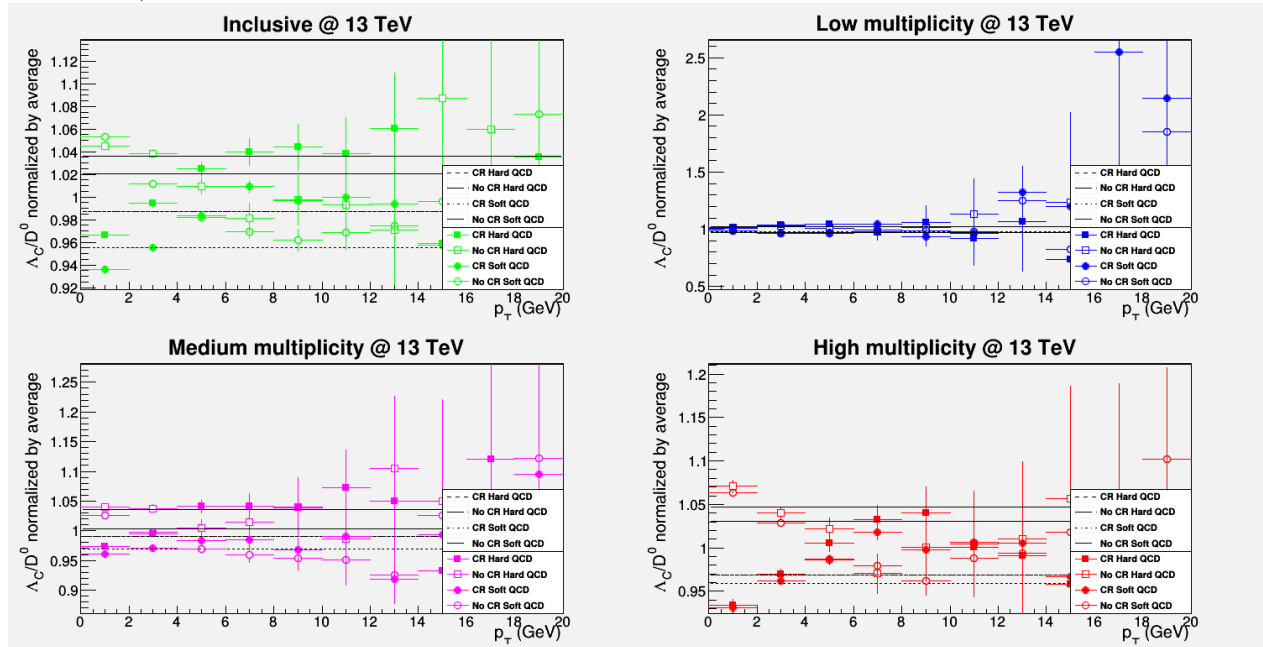 Inclusive @ 13 TeV
Λ_C/D^0 normalized by average
1.12
1.1
1.08
1.06
1.04
1.02
1
0.98
0.96
0.94
0.92
0 2 4 6 8 10 12 14 16 18 20
p_T (GeV)
CR Hard QCD
No CR Hard QCD
CR Soft QCD
No CR Soft QCD
CR Hard QCD
No CR Hard QCD
CR Soft QCD
No CR Soft QCD
Low multiplicity @ 13 TeV
Λ_C/D^0 normalized by average
2.5
2
1.5
1
0.5
0 2 4 6 8 10 12 14 16 18 20
p_T (GeV)
CR Hard QCD
No CR Hard QCD
CR Soft QCD
No CR Soft QCD
CR Hard QCD
No CR Hard QCD
CR Soft QCD
No CR Soft QCD
Medium multiplicity @ 13 TeV
Λ_C/D^0 normalized by average
1.25
1.2
1.15
1.1
1.05
1
0.95
0.9
0 2 4 6 8 10 12 14 16 18 20
p_T (GeV)
CR Hard QCD
No CR Hard QCD
CR Soft QCD
No CR Soft QCD
CR Hard QCD
No CR Hard QCD
CR Soft QCD
No CR Soft QCD
High multiplicity @ 13 TeV
Λ_C/D^0 normalized by average
1.2
1.15
1.1
1.05
1
0.95
0 2 4 6 8 10 12 14 16 18 20
p_T (GeV)
CR Hard QCD
No CR Hard QCD
CR Soft QCD
No CR Soft QCD
CR Hard QCD
No CR Hard QCD
CR Soft QCD
No CR Soft QCD